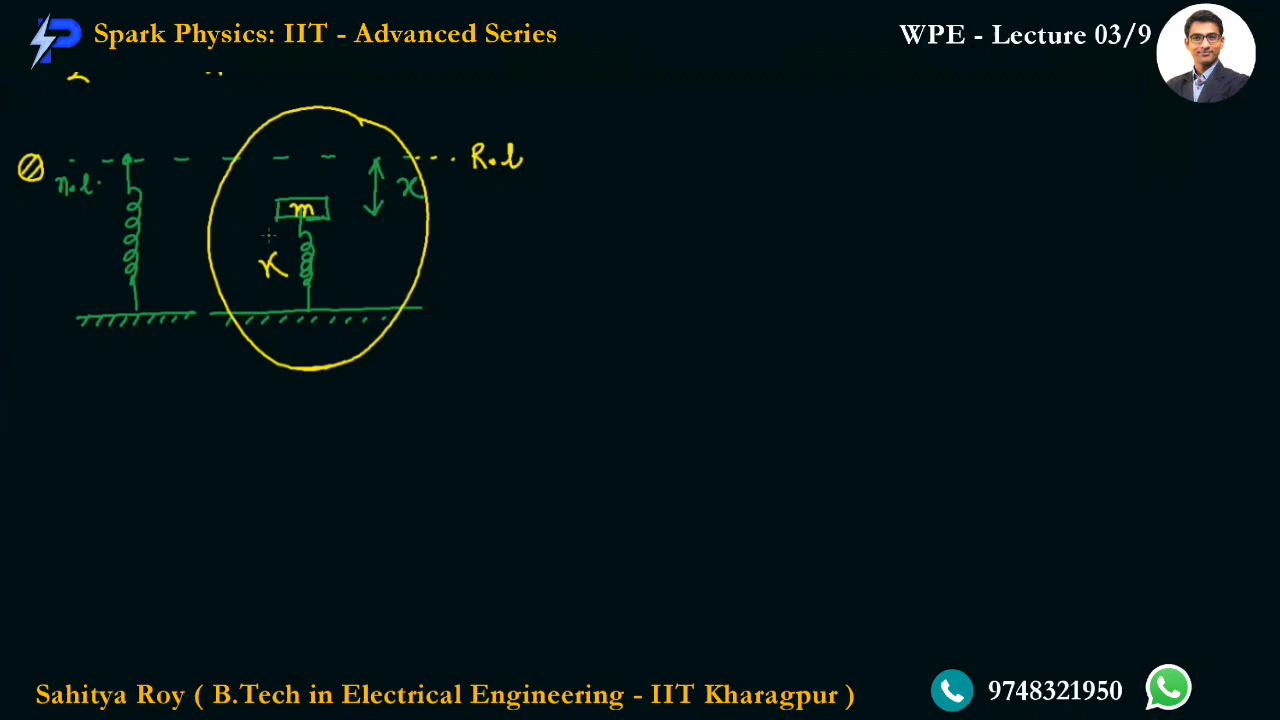 Spark Physics: IIT - Advanced Series
WPE - Lecture 03/9
R.l
n.l.
x
m
K
Sahitya Roy ( B.Tech in Electrical Engineering - IIT Kharagpur )
9748321950